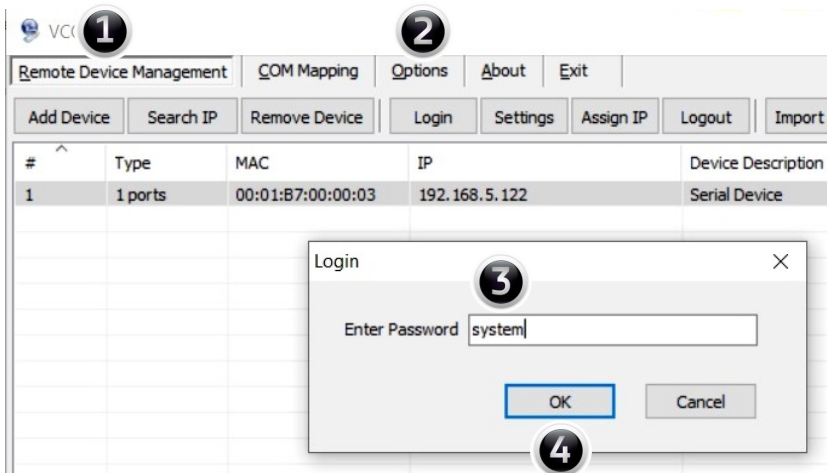 VCO
1
2
Remote Device Management COM Mapping Options About Exit
Add Device Search IP Remove Device Login Settings Assign IP Logout Import
# Type MAC IP Device Description
1 1 ports 00:01:B7:00:00:03 192.168.5.122 Serial Device
Login
3
Enter Password system
OK Cancel
4